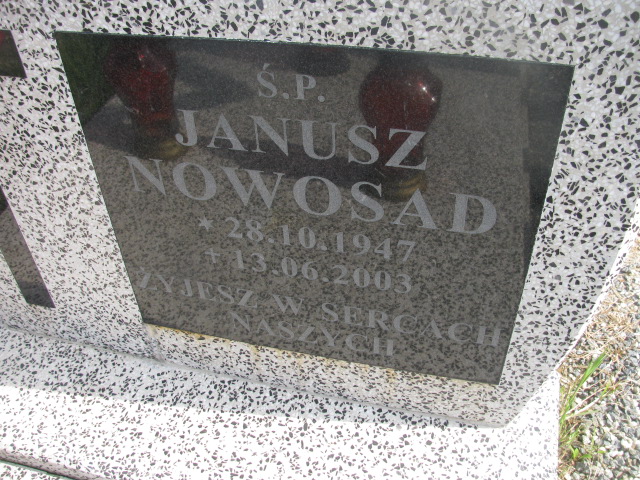 Ś.P.
JANUSZ
NOWOSAD
* 28.10.1947
+ 13.06.2003
ŻYJESZ W SERCACH
NASZYCH